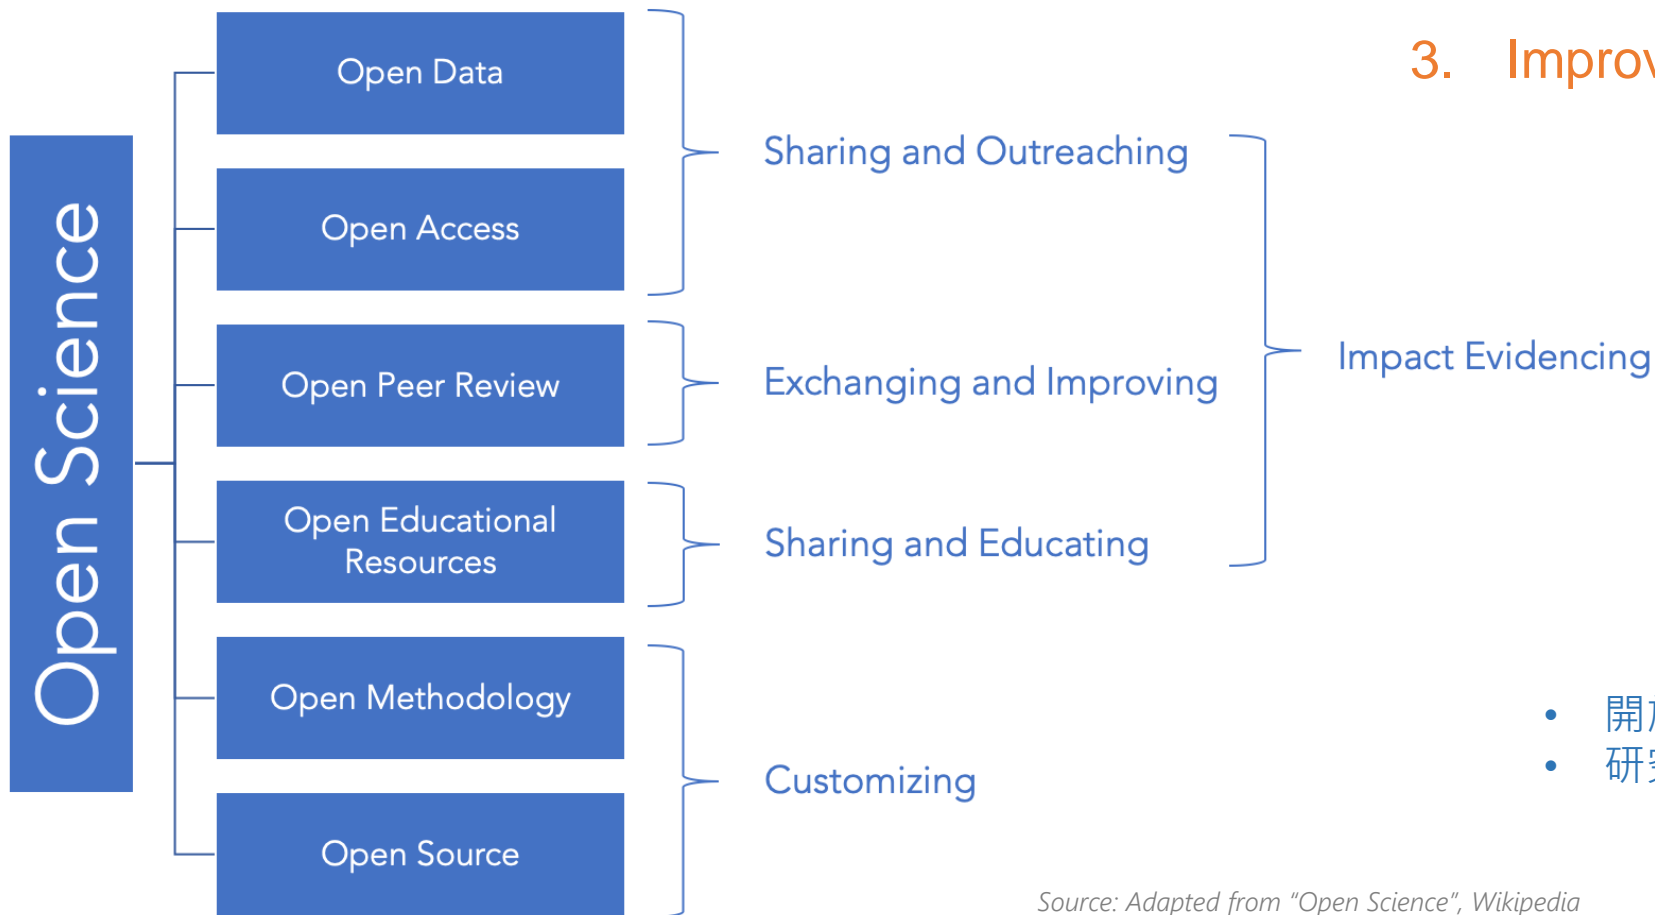 Open Science
Open Data
Open Access
Open Peer Review
Open Educational
Resources
Open Methodology
Open Source
Sharing and Outreaching
Exchanging and Improving
Sharing and Educating
Customizing
Impact Evidencing
3.
• 開
• 研
Source: Adapted from “Open Science”, Wikipedia